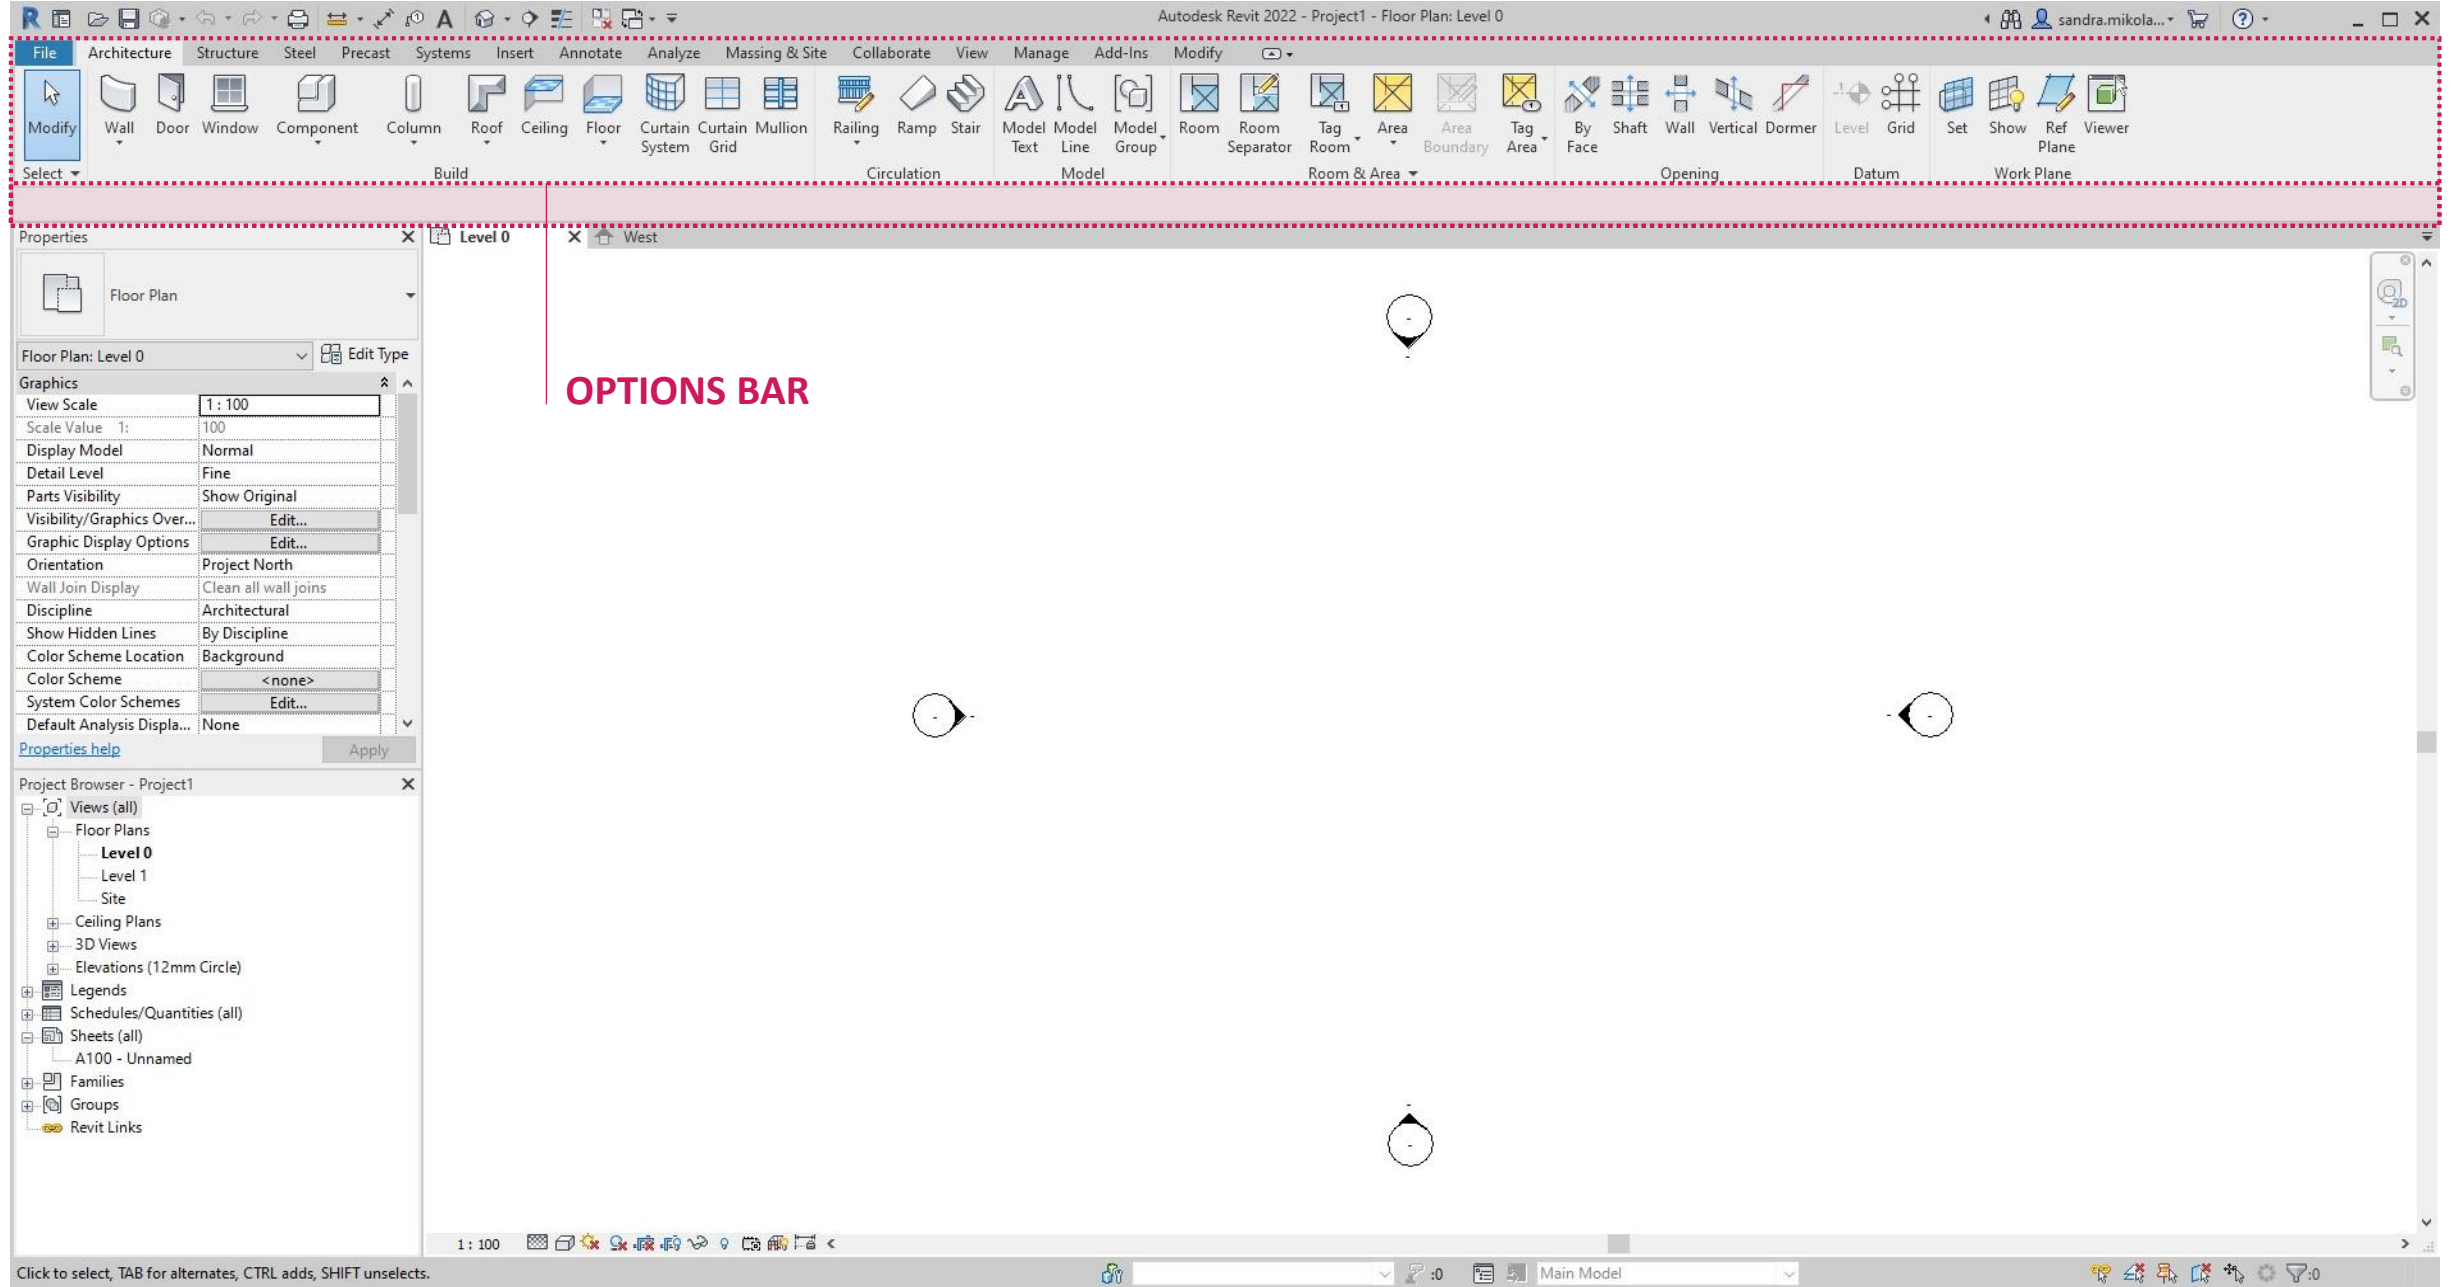 Autodesk Revit 2022 - Project1 - Floor Plan: Level 0
sandra.mikola...
File Architecture Structure Steel Precast Systems Insert Annotate Analyze Massing & Site Collaborate View Manage Add-Ins Modify
Modify Wall Door Window Component Column Roof Ceiling Floor Curtain System Curtain Grid Mullion Railing Ramp Stair Model Text Model Line Model Group Room Room Separator Tag Room Area Area Boundary Tag Area By Face Shaft Wall Vertical Dormer Level Grid Set Show Ref Plane Viewer
Select Build Circulation Model Room & Area Opening Datum Work Plane
Properties
Level 0 West
Floor Plan
Floor Plan: Level 0 Edit Type
OPTIONS BAR
Graphics
View Scale 1 : 100
Scale Value 1: 100
Display Model Normal
Detail Level Fine
Parts Visibility Show Original
Visibility/Graphics Over... Edit...
Graphic Display Options Edit...
Orientation Project North
Wall Join Display Clean all wall joins
Discipline Architectural
Show Hidden Lines By Discipline
Color Scheme Location Background
Color Scheme <none>
System Color Schemes Edit...
Default Analysis Displa... None
Properties help Apply
Project Browser - Project1
Views (all)
Floor Plans
Level 0
Level 1
Site
Ceiling Plans
3D Views
Elevations (12mm Circle)
Legends
Schedules/Quantities (all)
Sheets (all)
A100 - Unnamed
Families
Groups
Revit Links
2D
1 : 100
Click to select, TAB for alternates, CTRL adds, SHIFT unselects.
:0 Main Model :0